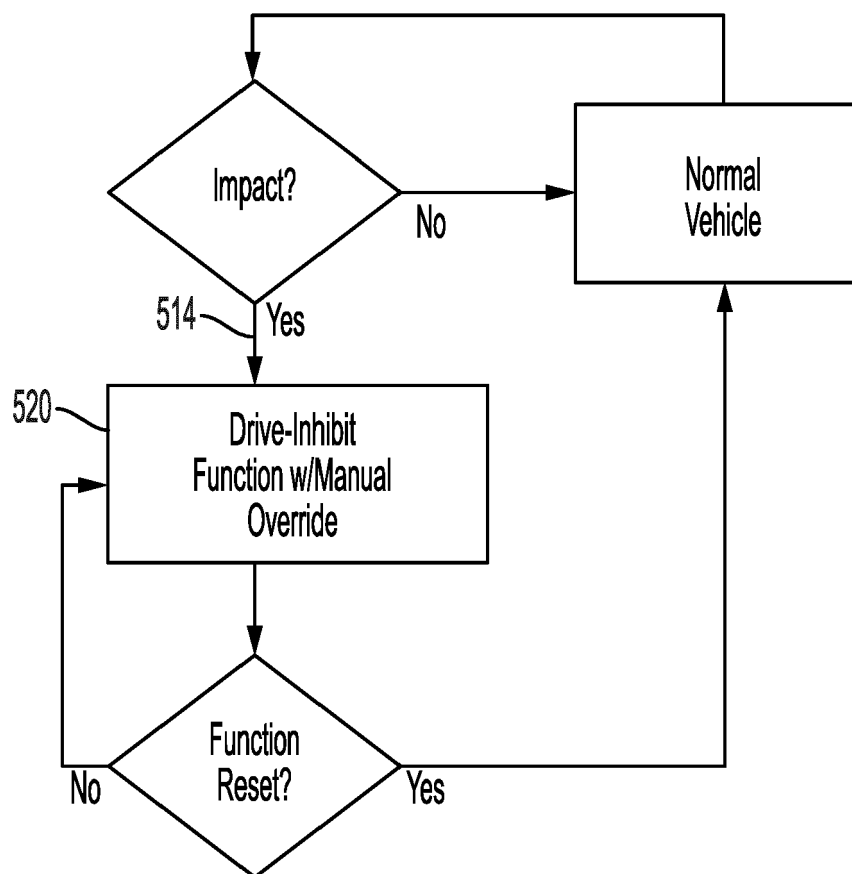 Impact?
No
Normal
Vehicle
514
Yes
520
Drive-Inhibit
Function w/Manual
Override
Function
Reset?
No
Yes